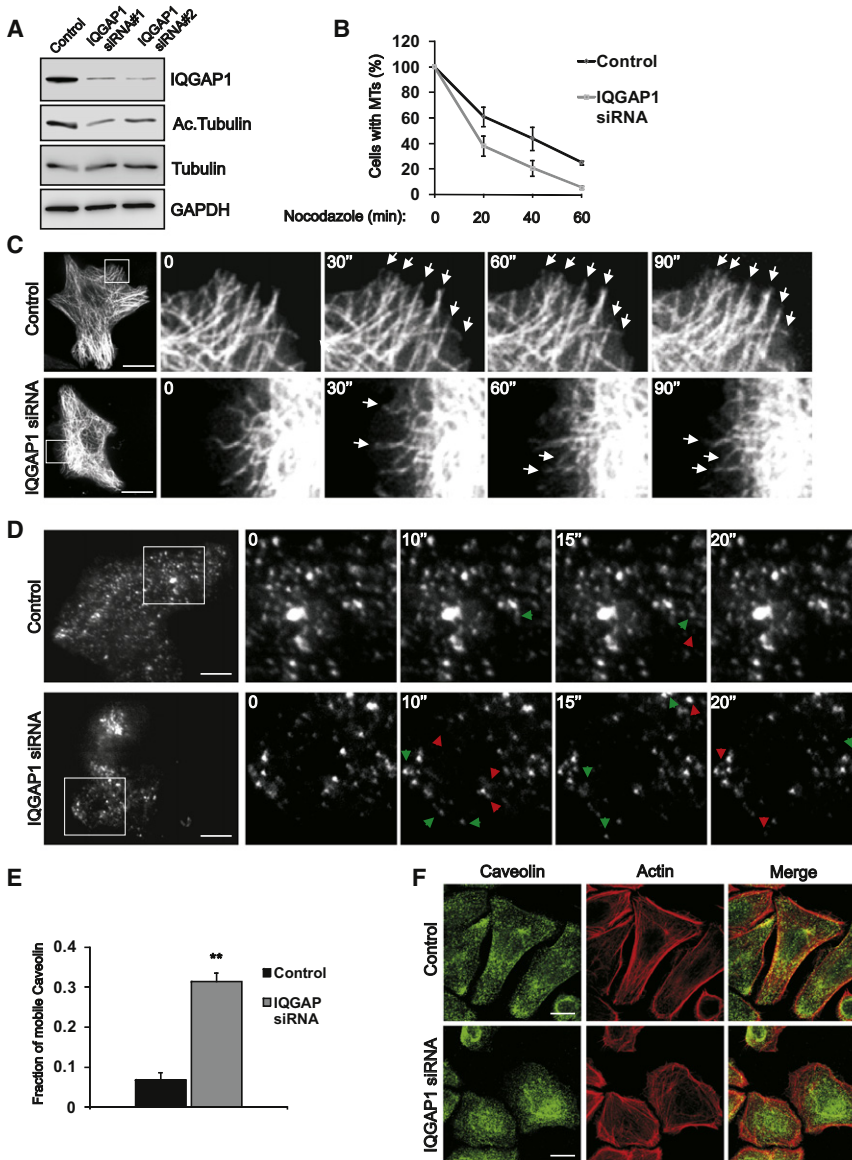 A
Control
IQGAP1
siRNA#1
IQGAP1
siRNA#2
IQGAP1
Ac.Tubulin
Tubulin
GAPDH
B
Cells with MTs (%)
120
100
80
60
40
20
0
Control
IQGAP1
siRNA
Nocodazole (min): 0 20 40 60
C
Control
0 30” 60” 90”
IQGAP1 siRNA
0 30” 60” 90”
D
Control
0 10” 15” 20”
IQGAP1 siRNA
0 10” 15” 20”
E
Fraction of mobile Caveolin
0.4
0.3
0.2
0.1
0
**
Control
IQGAP
siRNA
F
Caveolin Actin Merge
Control
IQGAP1 siRNA